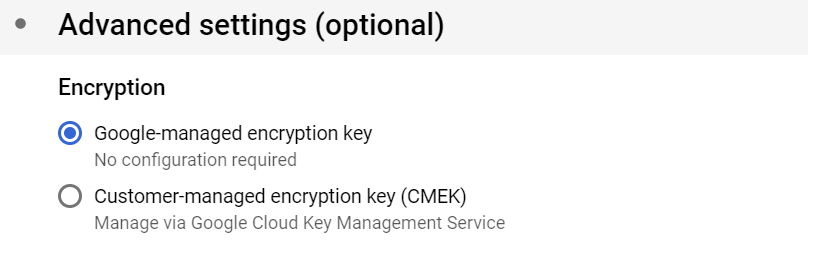 Advanced settings (optional)
Encryption
Google-managed encryption key
No configuration required
Customer-managed encryption key (CMEK)
Manage via Google Cloud Key Management Service